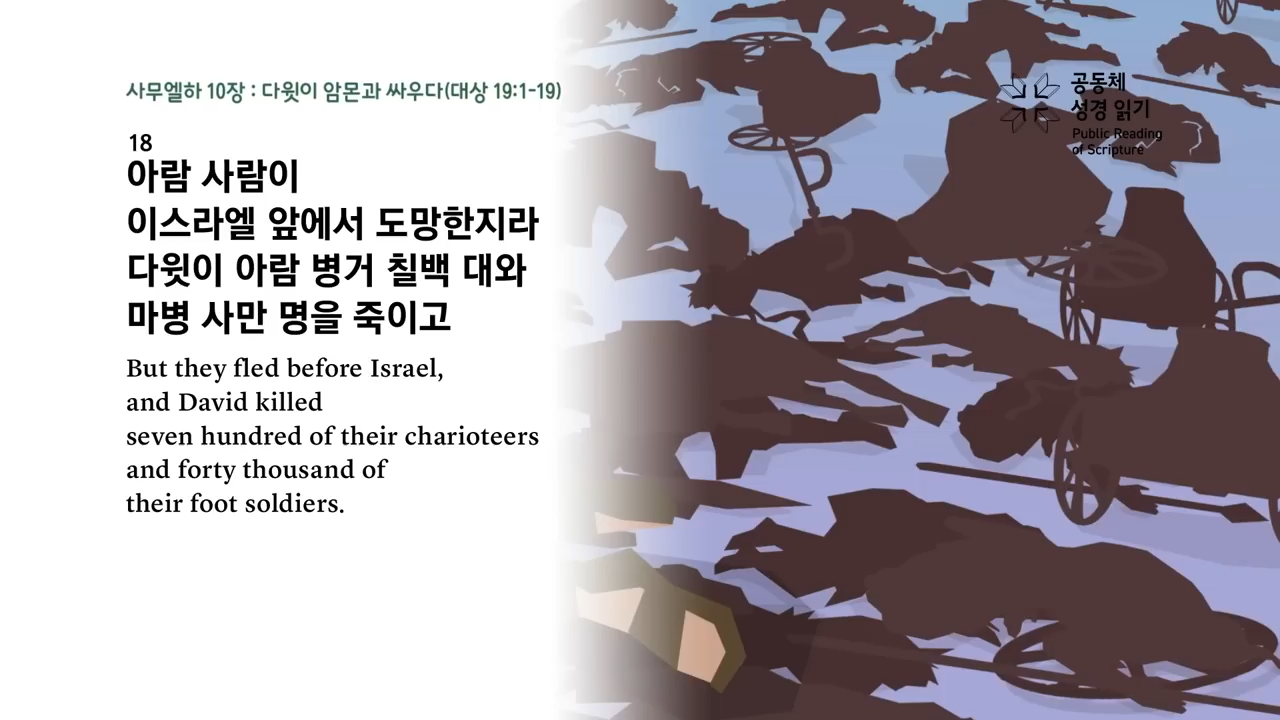 사무엘하 10장 : 다윗이 암몬과 싸우다(대상 19:1-19)
18
아람 사람이
이스라엘 앞에서 도망한지라
다윗이 아람 병거 칠백 대와
마병 사만 명을 죽이고
But they fled before Israel,
and David killed
seven hundred of their charioteers
and forty thousand of
their foot soldiers.
공동체
성경 읽기
Public Reading
of Scripture